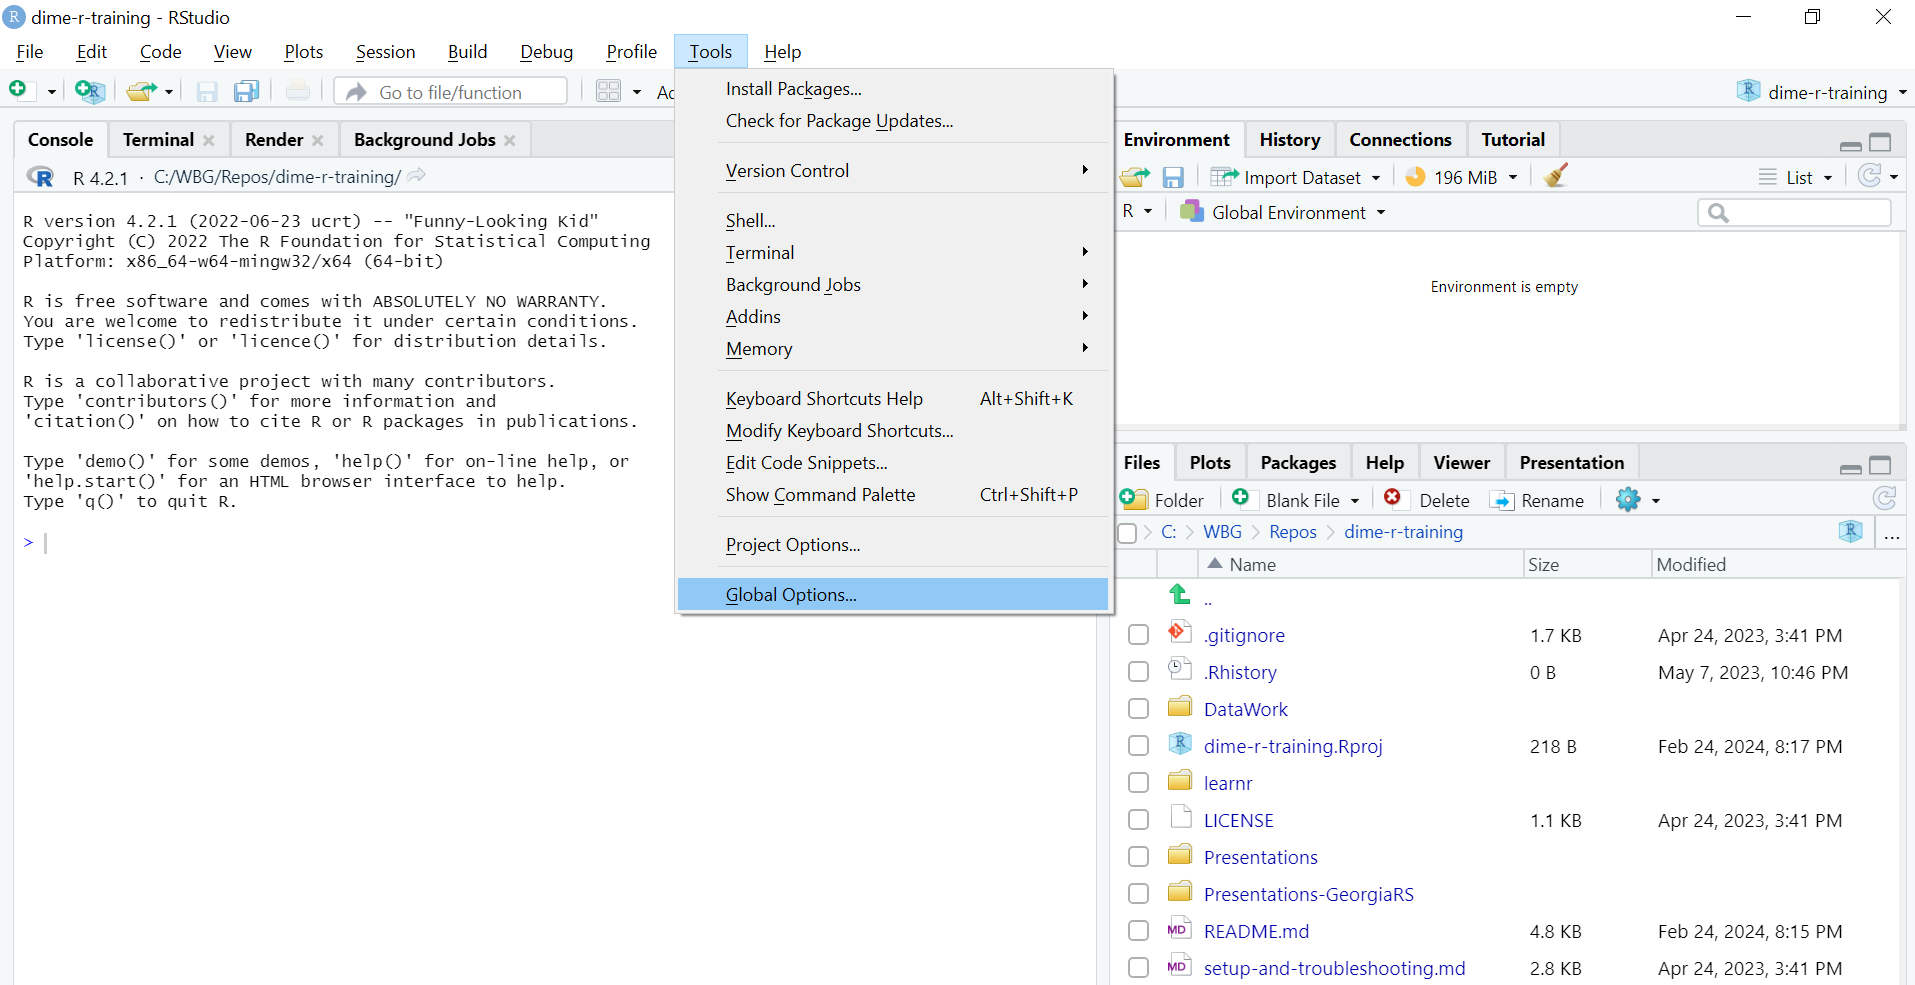 dime-r-training - RStudio
File Edit Code View Plots Session Build Debug Profile Tools Help
Go to file/function
dime-r-training
Console Terminal Render Background Jobs
R 4.2.1 · C:/WBG/Repos/dime-r-training/
R version 4.2.1 (2022-06-23 ucrt) -- "Funny-Looking Kid"
Copyright (C) 2022 The R Foundation for Statistical Computing
Platform: x86_64-w64-mingw32/x64 (64-bit)
R is free software and comes with ABSOLUTELY NO WARRANTY.
You are welcome to redistribute it under certain conditions.
Type 'license()' or 'licence()' for distribution details.
R is a collaborative project with many contributors.
Type 'contributors()' for more information and
'citation()' on how to cite R or R packages in publications.
Type 'demo()' for some demos, 'help()' for on-line help, or
'help.start()' for an HTML browser interface to help.
Type 'q()' to quit R.
>
Install Packages...
Check for Package Updates...
Version Control
Shell...
Terminal
Background Jobs
Addins
Memory
Keyboard Shortcuts Help Alt+Shift+K
Modify Keyboard Shortcuts...
Edit Code Snippets...
Show Command Palette Ctrl+Shift+P
Project Options...
Global Options...
Environment History Connections Tutorial
Import Dataset 196 MiB List
R Global Environment
Environment is empty
Files Plots Packages Help Viewer Presentation
Folder Blank File Delete Rename
C: WBG Repos dime-r-training ...
Name Size Modified
..
.gitignore 1.7 KB Apr 24, 2023, 3:41 PM
.Rhistory 0 B May 7, 2023, 10:46 PM
DataWork
dime-r-training.Rproj 218 B Feb 24, 2024, 8:17 PM
learnr
LICENSE 1.1 KB Apr 24, 2023, 3:41 PM
Presentations
Presentations-GeorgiaRS
README.md 4.8 KB Feb 24, 2024, 8:15 PM
setup-and-troubleshooting.md 2.8 KB Apr 24, 2023, 3:41 PM